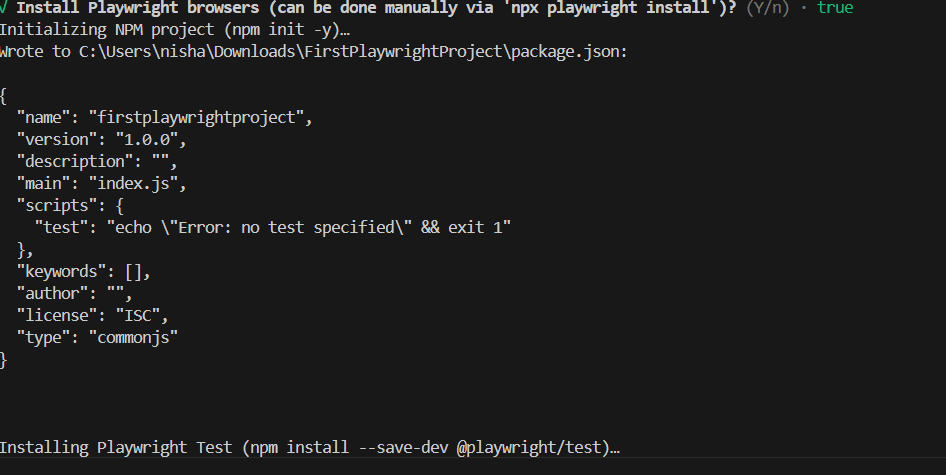 √ Install Playwright browsers (can be done manually via 'npx playwright install')? (Y/n) · true
Initializing NPM project (npm init -y)…
Wrote to C:\Users\nisha\Downloads\FirstPlaywrightProject\package.json:
{
  "name": "firstplaywrightproject",
  "version": "1.0.0",
  "description": "",
  "main": "index.js",
  "scripts": {
    "test": "echo \"Error: no test specified\" && exit 1"
  },
  "keywords": [],
  "author": "",
  "license": "ISC",
  "type": "commonjs"
}
Installing Playwright Test (npm install --save-dev @playwright/test)…